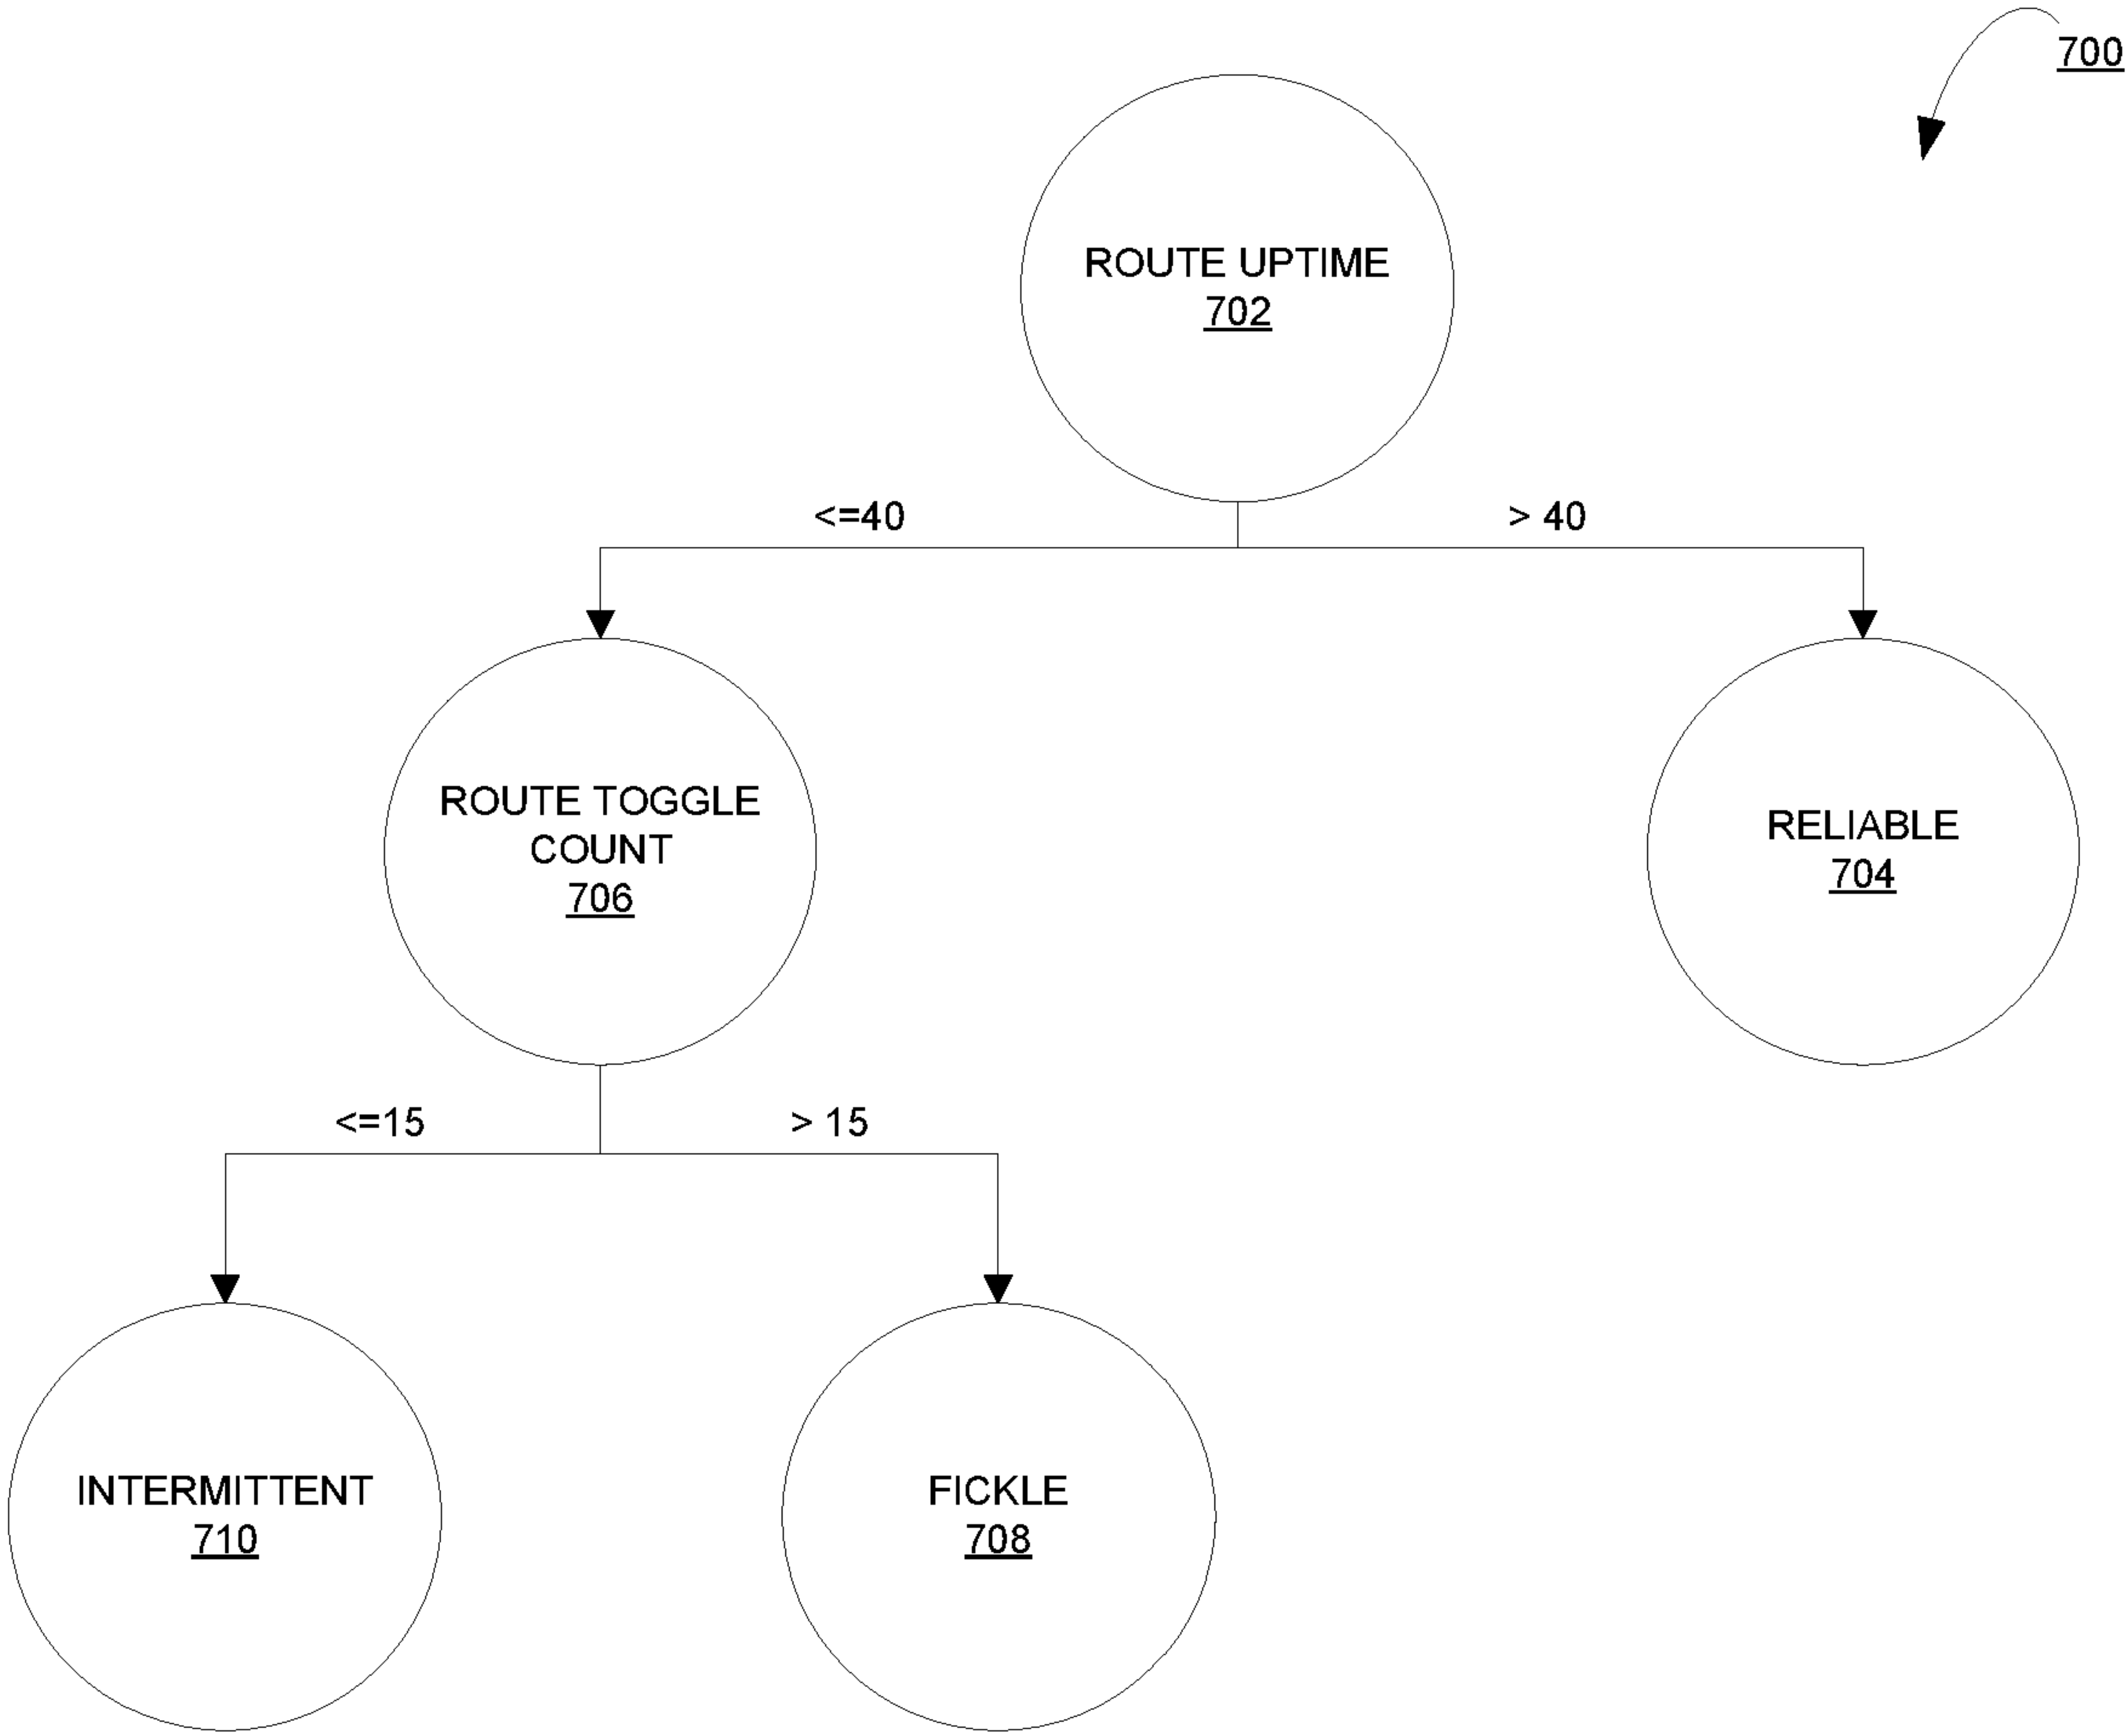 700
ROUTE UPTIME
702
<=40
> 40
ROUTE TOGGLE
COUNT
706
RELIABLE
704
<=15
> 15
INTERMITTENT
710
FICKLE
708